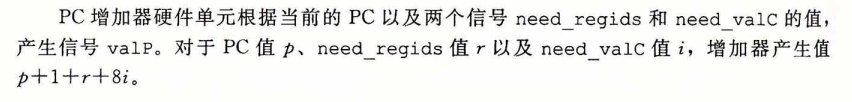 PC 增加器硬件单元根据当前的 PC 以及两个信号 need_regids 和 need_valC 的值，
产生信号 valP。对于 PC 值 p、need_regids 值 r 以及 need_valC 值 i，增加器产生值
p+1+r+8i。